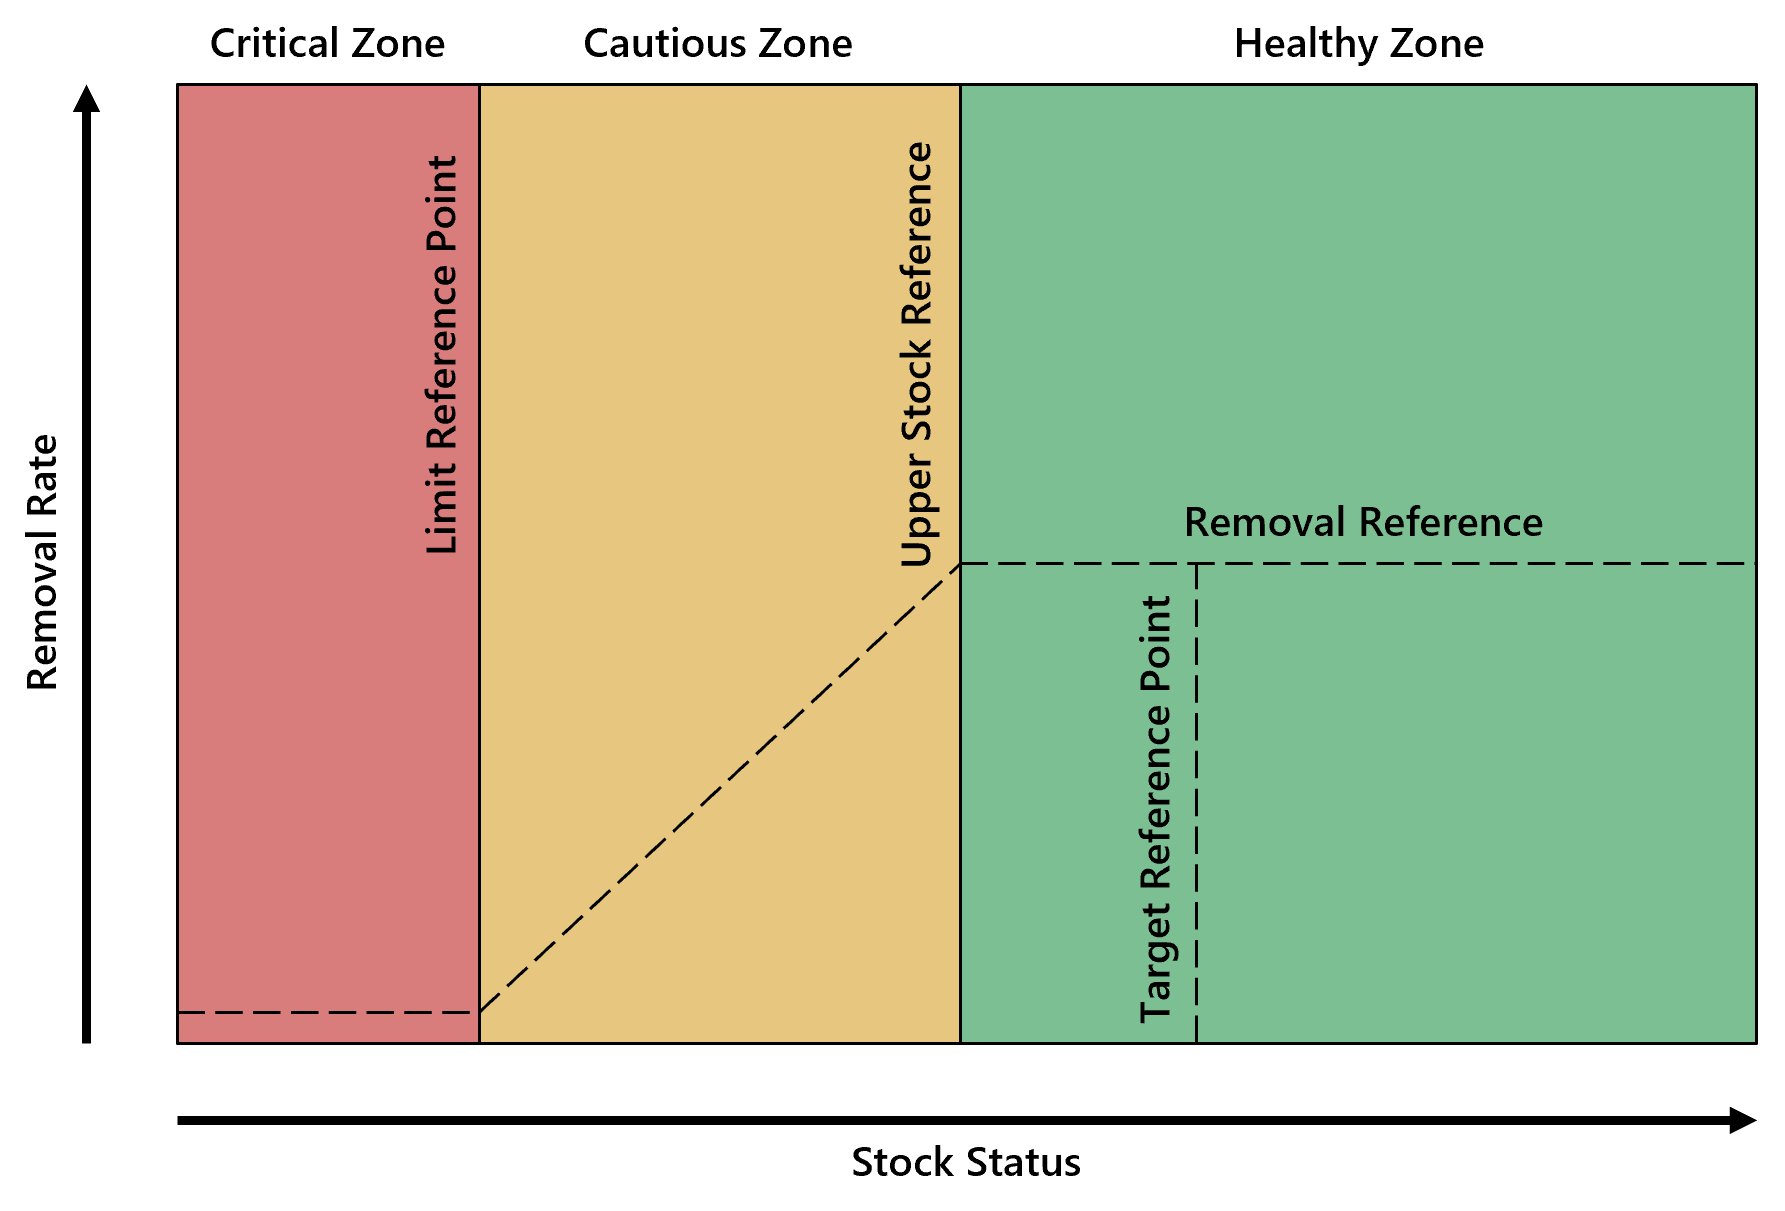 Critical Zone
Cautious Zone
Healthy Zone
Removal Rate
Limit Reference Point
Upper Stock Reference
Removal Reference
Target Reference Point
Stock Status